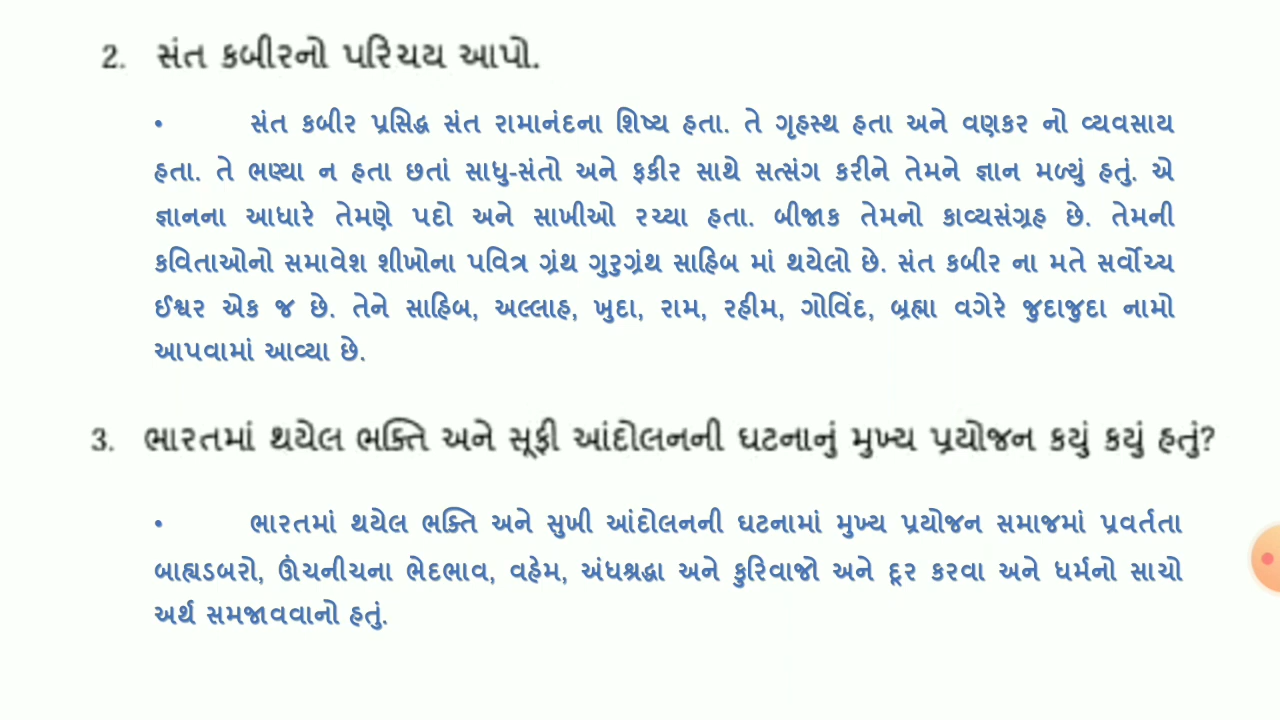 2. સંત કબીરનો પરિચય આપો.
• સંત કબીર પ્રસિદ્ધ સંત રામાનંદના શિષ્ય હતા. તે ગૃહસ્થ હતા અને વણકર નો વ્યવસાય
હતા. તે ભણ્યા ન હતા છતાં સાધુ-સંતો અને ફકીર સાથે સત્સંગ કરીને તેમને જ્ઞાન મળ્યું હતું. એ
જ્ઞાનના આધારે તેમણે પદો અને સાખીઓ રચ્યા હતા. બીજાક તેમનો કાવ્યસંગ્રહ છે. તેમની
કવિતાઓનો સમાવેશ શીખોના પવિત્ર ગ્રંથ ગુરુગ્રંથ સાહિબ માં થયેલો છે. સંત કબીર ના મતે સર્વોચ્ચ
ઈશ્વર એક જ છે. તેને સાહિબ, અલ્લાહ, ખુદા, રામ, રહીમ, ગોવિંદ, બ્રહ્મા વગેરે જુદાજુદા નામો
આપવામાં આવ્યા છે.
3. ભારતમાં થયેલ ભક્તિ અને સૂફી આંદોલનની ઘટનાનું મુખ્ય પ્રયોજન કયું કયું હતું?
• ભારતમાં થયેલ ભક્તિ અને સુખી આંદોલનની ઘટનામાં મુખ્ય પ્રયોજન સમાજમાં પ્રવર્તતા
બાહ્યડબરો, ઊંચનીચના ભેદભાવ, વહેમ, અંધશ્રદ્ધા અને કુરિવાજો અને દૂર કરવા અને ધર્મનો સાચો
અર્થ સમજાવવાનો હતું.